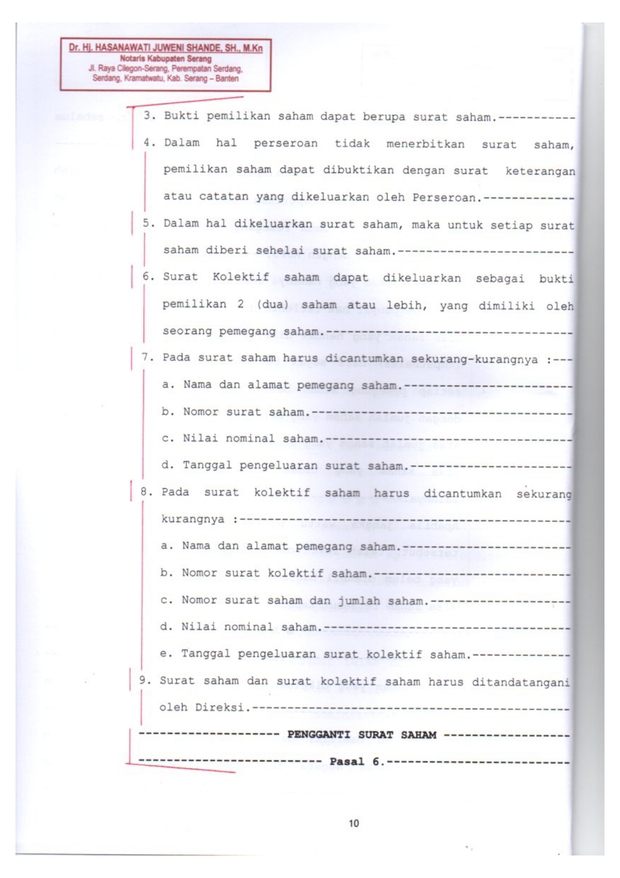 Dr. Hj. HASANAWATI JUWENI SHANDE, SH., M.Kn
Notaris Kabupaten Serang
Jl. Raya Cilegon-Serang, Perempatan Serdang,
Serdang, Kramatwatu, Kab. Serang – Banten
3. Bukti pemilikan saham dapat berupa surat saham.-----------
4. Dalam hal perseroan tidak menerbitkan surat saham,
pemilikan saham dapat dibuktikan dengan surat keterangan
atau catatan yang dikeluarkan oleh Perseroan.-------------
5. Dalam hal dikeluarkan surat saham, maka untuk setiap surat
saham diberi sehelai surat saham.-------------------------
6. Surat Kolektif saham dapat dikeluarkan sebagai bukti
pemilikan 2 (dua) saham atau lebih, yang dimiliki oleh
seorang pemegang saham.-----------------------------------
7. Pada surat saham harus dicantumkan sekurang-kurangnya :---
a. Nama dan alamat pemegang saham.------------------------
b. Nomor surat saham.-------------------------------------
c. Nilai nominal saham.-----------------------------------
d. Tanggal pengeluaran surat saham.-----------------------
8. Pada surat kolektif saham harus dicantumkan sekurang
kurangnya :-----------------------------------------------
a. Nama dan alamat pemegang saham.------------------------
b. Nomor surat kolektif saham.----------------------------
c. Nomor surat saham dan jumlah saham.--------------------
d. Nilai nominal saham.-----------------------------------
e. Tanggal pengeluaran surat kolektif saham.--------------
9. Surat saham dan surat kolektif saham harus ditandatangani
oleh Direksi.---------------------------------------------
-------------------- PENGGANTI SURAT SAHAM ------------------
-------------------------- Pasal 6.--------------------------
10